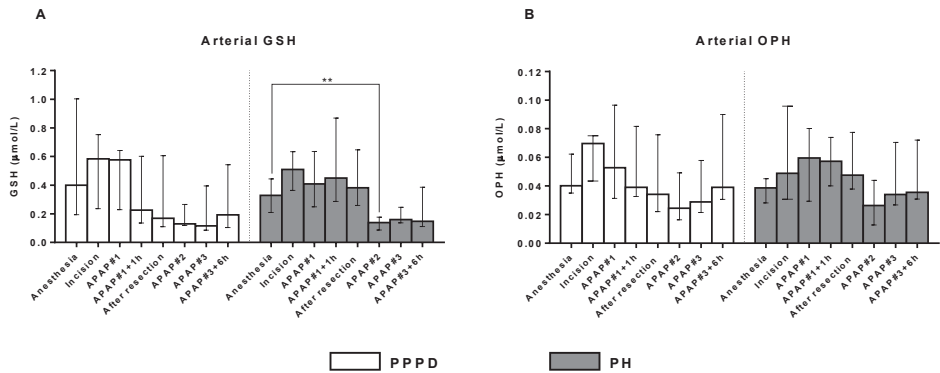 A
B
Arterial GSH
Arterial OPH
GSH (µmol/L)
1.2
1.0
0.8
0.6
0.4
0.2
0.0
**
Anesthesia
Incision
APAP#1
APAP#1+1h
After resection
APAP#2
APAP#3
APAP#3+6h
Anesthesia
Incision
APAP#1
APAP#1+1h
After resection
APAP#2
APAP#3
APAP#3+6h
OPH (µmol/L)
0.12
0.10
0.08
0.06
0.04
0.02
0.00
Anesthesia
Incision
APAP#1
APAP#1+1h
After resection
APAP#2
APAP#3
APAP#3+6h
Anesthesia
Incision
APAP#1
APAP#1+1h
After resection
APAP#2
APAP#3
APAP#3+6h
PPPD
PH